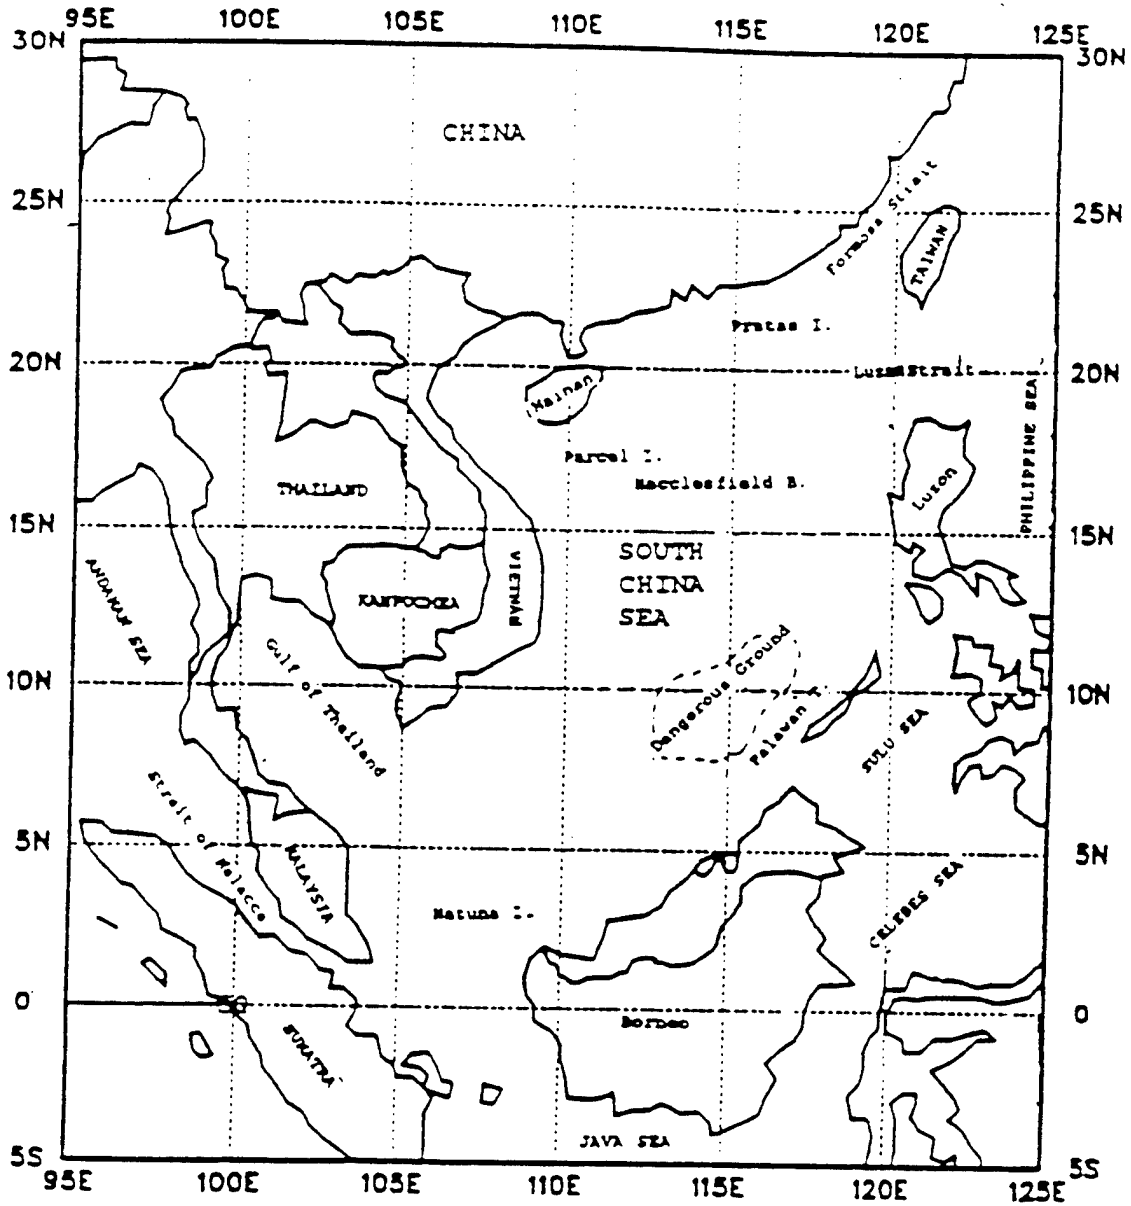 95E 100E 105E 110E 115E 120E 125E
30N 30N
CHINA
25N 25N
Formosa Strait
TAIWAN
Pratas I.
20N Luzon Strait 20N
Hainan
PHILIPPINE SEA
Parcel I.
Macclesfield B.
THAILAND
Luzon
15N 15N
SOUTH
CHINA
SEA
VIETNAM
ANDAMAN SEA
KAMPOCHEA
Gulf of Thailand
10N 10N
Dangerous Ground
Palawan T.
SULU SEA
Strait of Malacca
5N 5N
MALAYSIA
CELEBES SEA
Natuna I.
0 0
Borneo
SUMATRA
JAVA SEA
5S 5S
95E 100E 105E 110E 115E 120E 125E